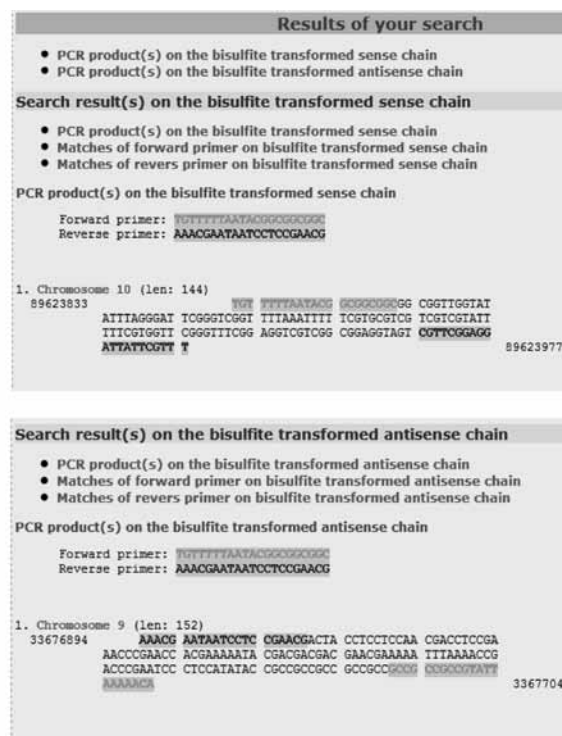 Results of your search
PCR product(s) on the bisulfite transformed sense chain
PCR product(s) on the bisulfite transformed antisense chain
Search result(s) on the bisulfite transformed sense chain
PCR product(s) on the bisulfite transformed sense chain
Matches of forward primer on bisulfite transformed sense chain
Matches of revers primer on bisulfite transformed sense chain
PCR product(s) on the bisulfite transformed sense chain
Forward primer: TGTTTTTAATACGGCGGCGGC
Reverse primer: AAACGAATAATCCTCCGAACG
1. Chromosome 10 (len: 144)
89623833 TGT TTTTAATACG GCGGCGGCGG CGGTTGGTAT
ATTTAGGGAT TCGGGTCGGT TTTAAATTTT TCGTGCGTCG TCGTCGTATT
TTTCGTGGTT CGGGTTTCGG AGGTCGTCGG CGGAGGTAGT CGTTCGGAGG
ATTATTCGTT T 89623977
Search result(s) on the bisulfite transformed antisense chain
PCR product(s) on the bisulfite transformed antisense chain
Matches of forward primer on bisulfite transformed antisense chain
Matches of revers primer on bisulfite transformed antisense chain
PCR product(s) on the bisulfite transformed antisense chain
Forward primer: TGTTTTTAATACGGCGGCGGC
Reverse primer: AAACGAATAATCCTCCGAACG
1. Chromosome 9 (len: 152)
33676894 AAACG AATAATCCTC CGAACGACTA CCTCCTCCAA CGACCTCCGA
AACCCGAACC ACGAAAAATA CGACGACGAC GAACGAAAAA TTTAAAACCG
ACCCGAATCC CTCCATATAC CGCCGCCGCC GCCGCCGCCG CCGCCGTATT
AAAAACA 3367704